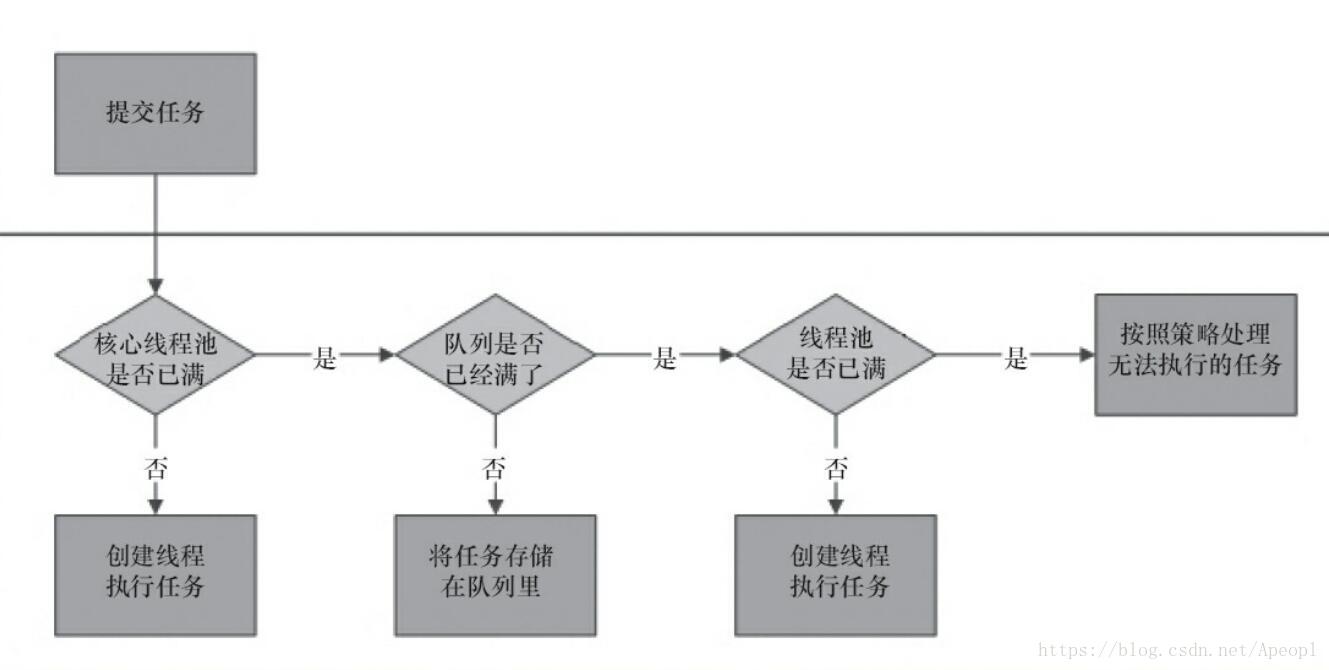 提交任务
核心线程池
是否已满
是
队列是否
已经满了
是
线程池
是否已满
是
按照策略处理
无法执行的任务
否
否
否
创建线程
执行任务
将任务存储
在队列里
创建线程
执行任务
https://blog.csdn.net/Apeopl